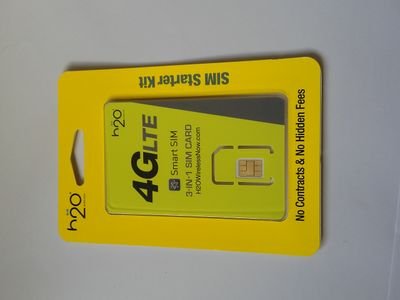 h2o
SIM Starter Kit
h2o
4GLTE
Smart SIM
3-IN-1 SIM CARD
H2OWirelessNow.com
No Contracts & No Hidden Fees